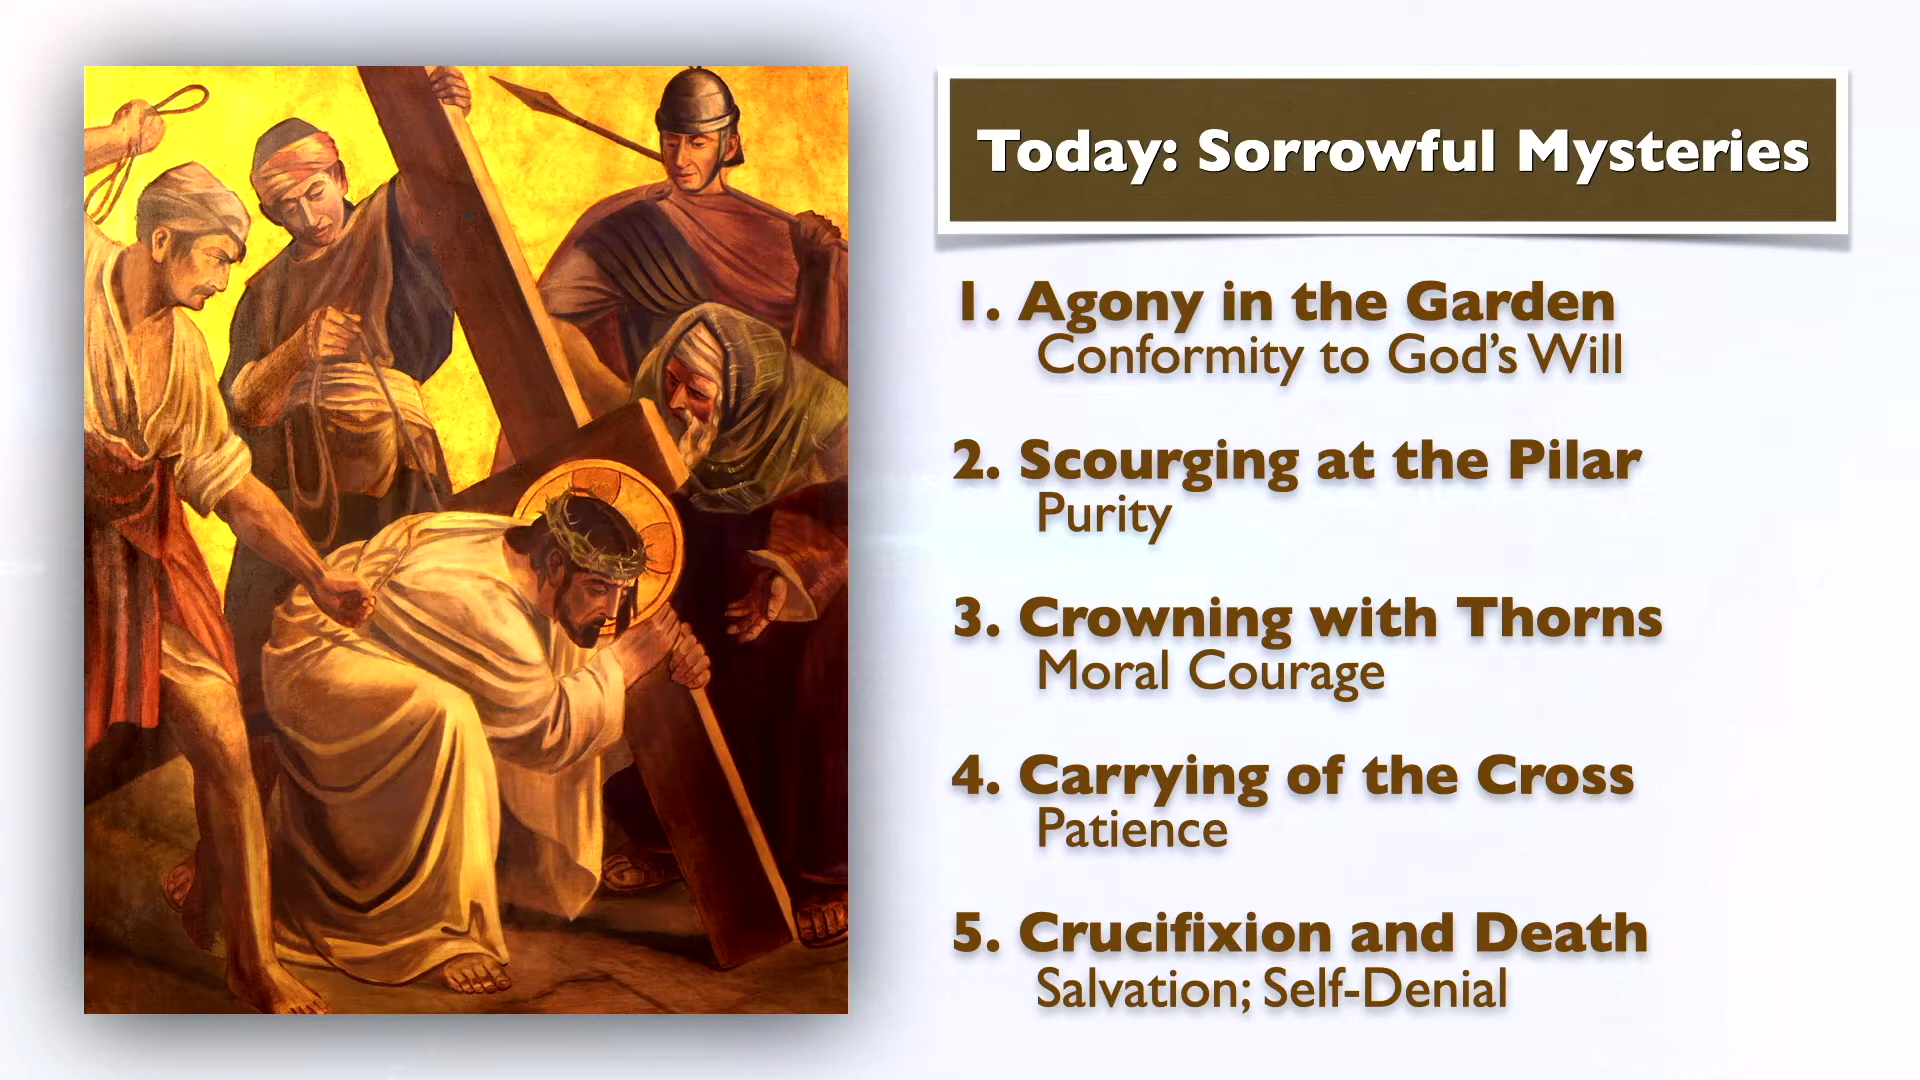 Today: Sorrowful Mysteries
1. Agony in the Garden
Conformity to God's Will
2. Scourging at the Pilar
Purity
3. Crowning with Thorns
Moral Courage
4. Carrying of the Cross
Patience
5. Crucifixion and Death
Salvation; Self-Denial